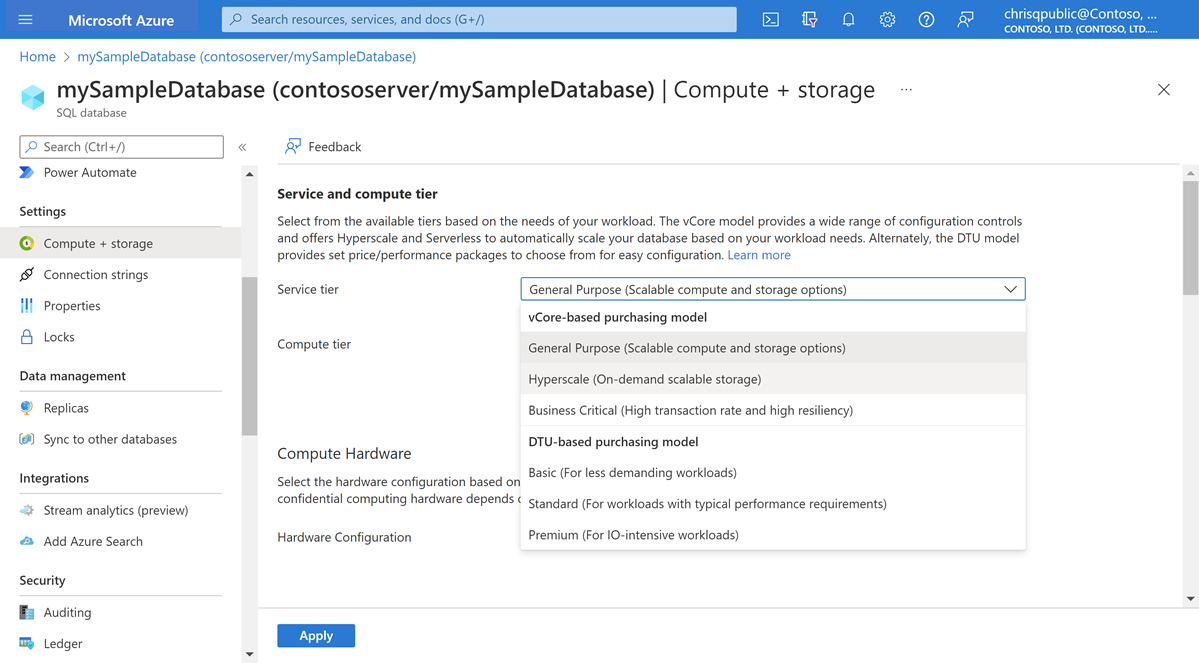 Microsoft Azure
Search resources, services, and docs (G+/)
chrisqpublic@Contoso, ...
CONTOSO, LTD. (CONTOSO, LTD....
Home > mySampleDatabase (contososerver/mySampleDatabase)
mySampleDatabase (contososerver/mySampleDatabase) | Compute + storage ...
SQL database
Search (Ctrl+/)
«
Power Automate
Settings
Compute + storage
Connection strings
Properties
Locks
Data management
Replicas
Sync to other databases
Integrations
Stream analytics (preview)
Add Azure Search
Security
Auditing
Ledger
Feedback
Service and compute tier
Select from the available tiers based on the needs of your workload. The vCore model provides a wide range of configuration controls
and offers Hyperscale and Serverless to automatically scale your database based on your workload needs. Alternately, the DTU model
provides set price/performance packages to choose from for easy configuration. Learn more
Service tier
General Purpose (Scalable compute and storage options)
vCore-based purchasing model
General Purpose (Scalable compute and storage options)
Hyperscale (On-demand scalable storage)
Business Critical (High transaction rate and high resiliency)
DTU-based purchasing model
Basic (For less demanding workloads)
Standard (For workloads with typical performance requirements)
Premium (For IO-intensive workloads)
Compute tier
Compute Hardware
Select the hardware configuration based on
confidential computing hardware depends
Hardware Configuration
Apply